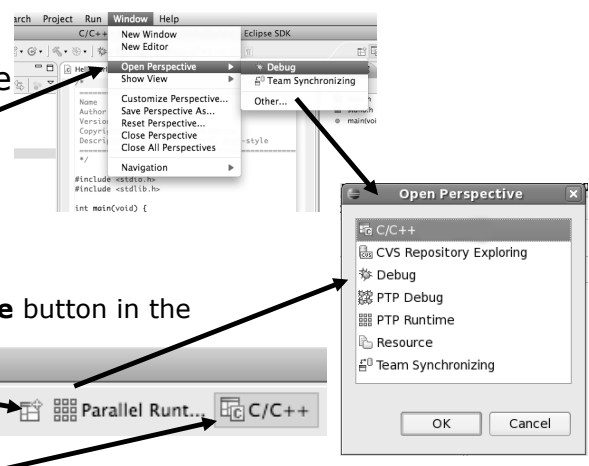 arch Project Run Window Help
C/C++
Eclipse SDK
New Window
New Editor
Open Perspective
Show View
Customize Perspective...
Save Perspective As...
Reset Perspective...
Close Perspective
Close All Perspectives
Navigation
Debug
Team Synchronizing
Other...
Name
Author
Versio
Copyri
Descri
-style
*/
#include <stdio.h>
#include <stdlib.h>
int main(void) {
main(voi
e
Open Perspective
C/C++
CVS Repository Exploring
Debug
PTP Debug
PTP Runtime
Resource
Team Synchronizing
OK Cancel
e button in the
Parallel Runt... C/C++